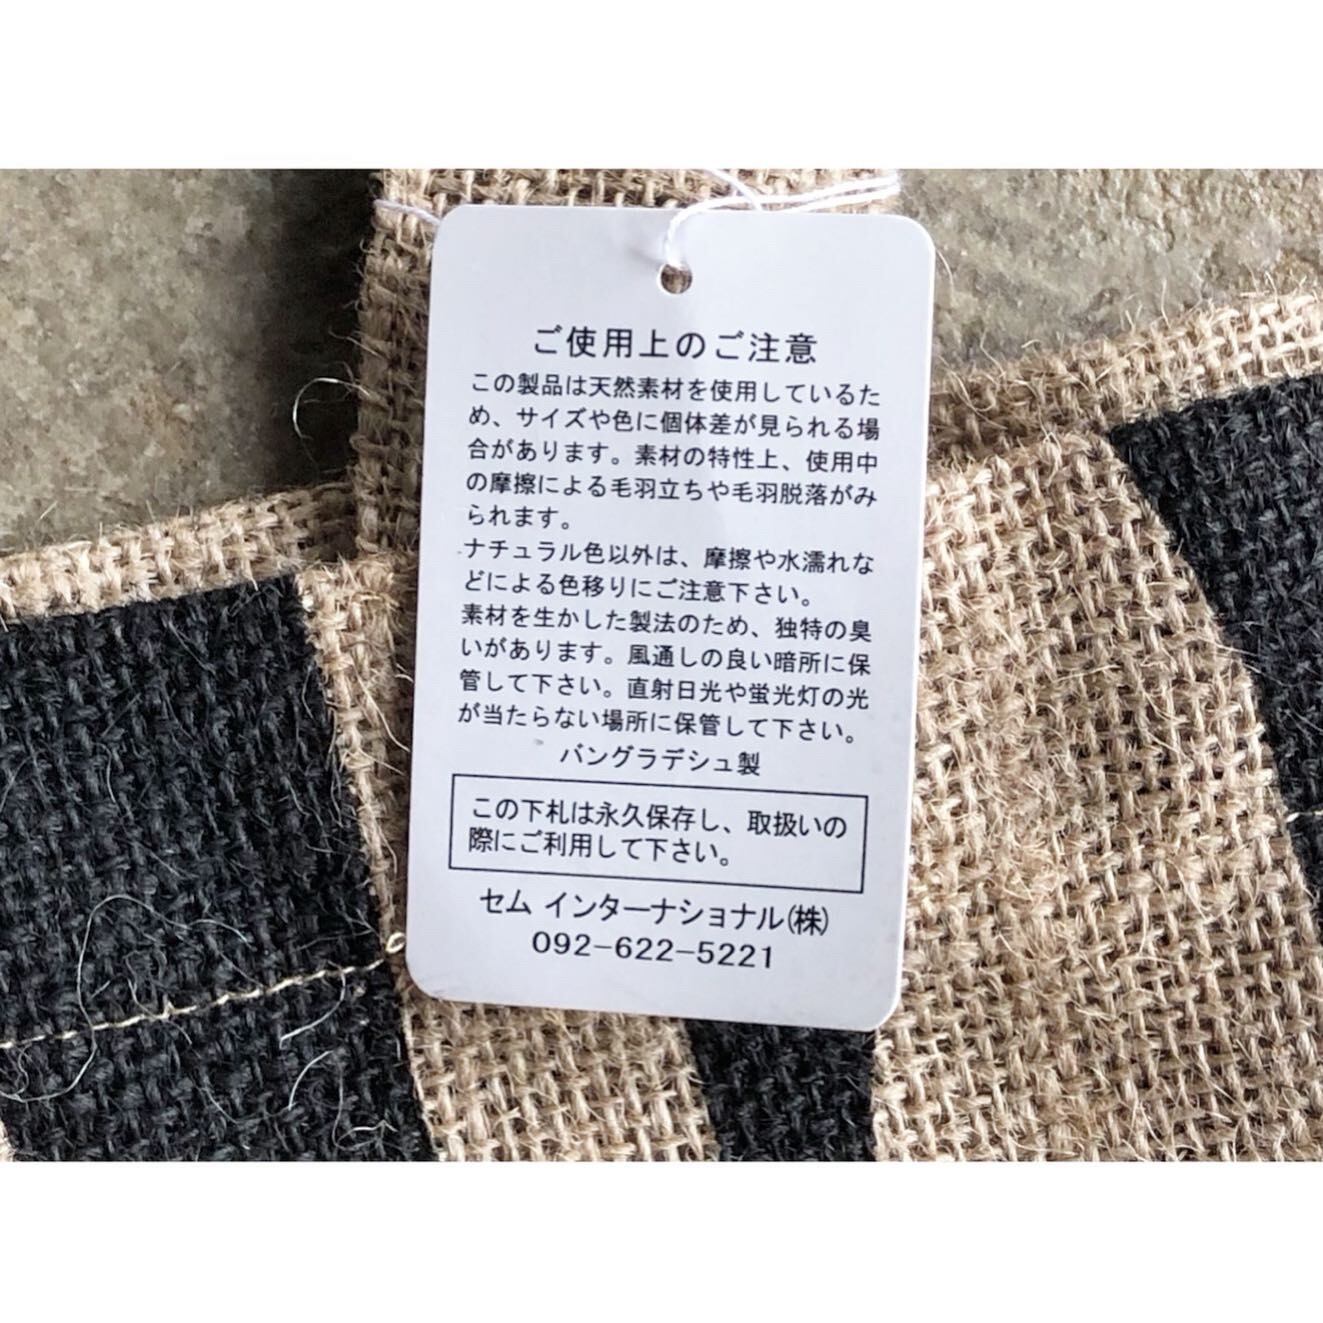 ご使用上のご注意
この製品は天然素材を使用しているた
め、サイズや色に個体差が見られる場
合があります。素材の特性上、使用中
の摩擦による毛羽立ちや毛羽脱落がみ
られます。
ナチュラル色以外は、摩擦や水濡れな
どによる色移りにご注意下さい。
素材を生かした製法のため、独特の臭
いがあります。風通しの良い暗所に保
管して下さい。直射日光や蛍光灯の光
が当たらない場所に保管して下さい。
バングラデシュ製
この下札は永久保存し、取扱いの
際にご利用して下さい。
セム インターナショナル(株)
092-622-5221